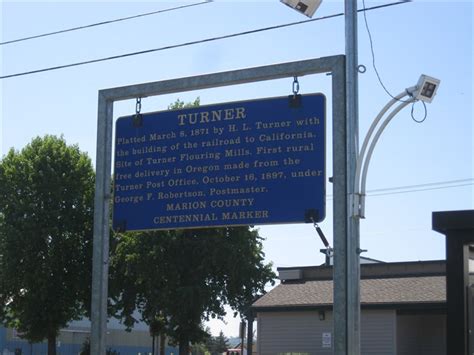 TURNER
Platted March 8, 1871 by H. L. Turner with
the building of the railroad to California.
Site of Turner Flouring Mills. First rural
free delivery in Oregon made from the
Turner Post Office, October 16, 1897, under
George F. Robertson, Postmaster.
MARION COUNTY
CENTENNIAL MARKER